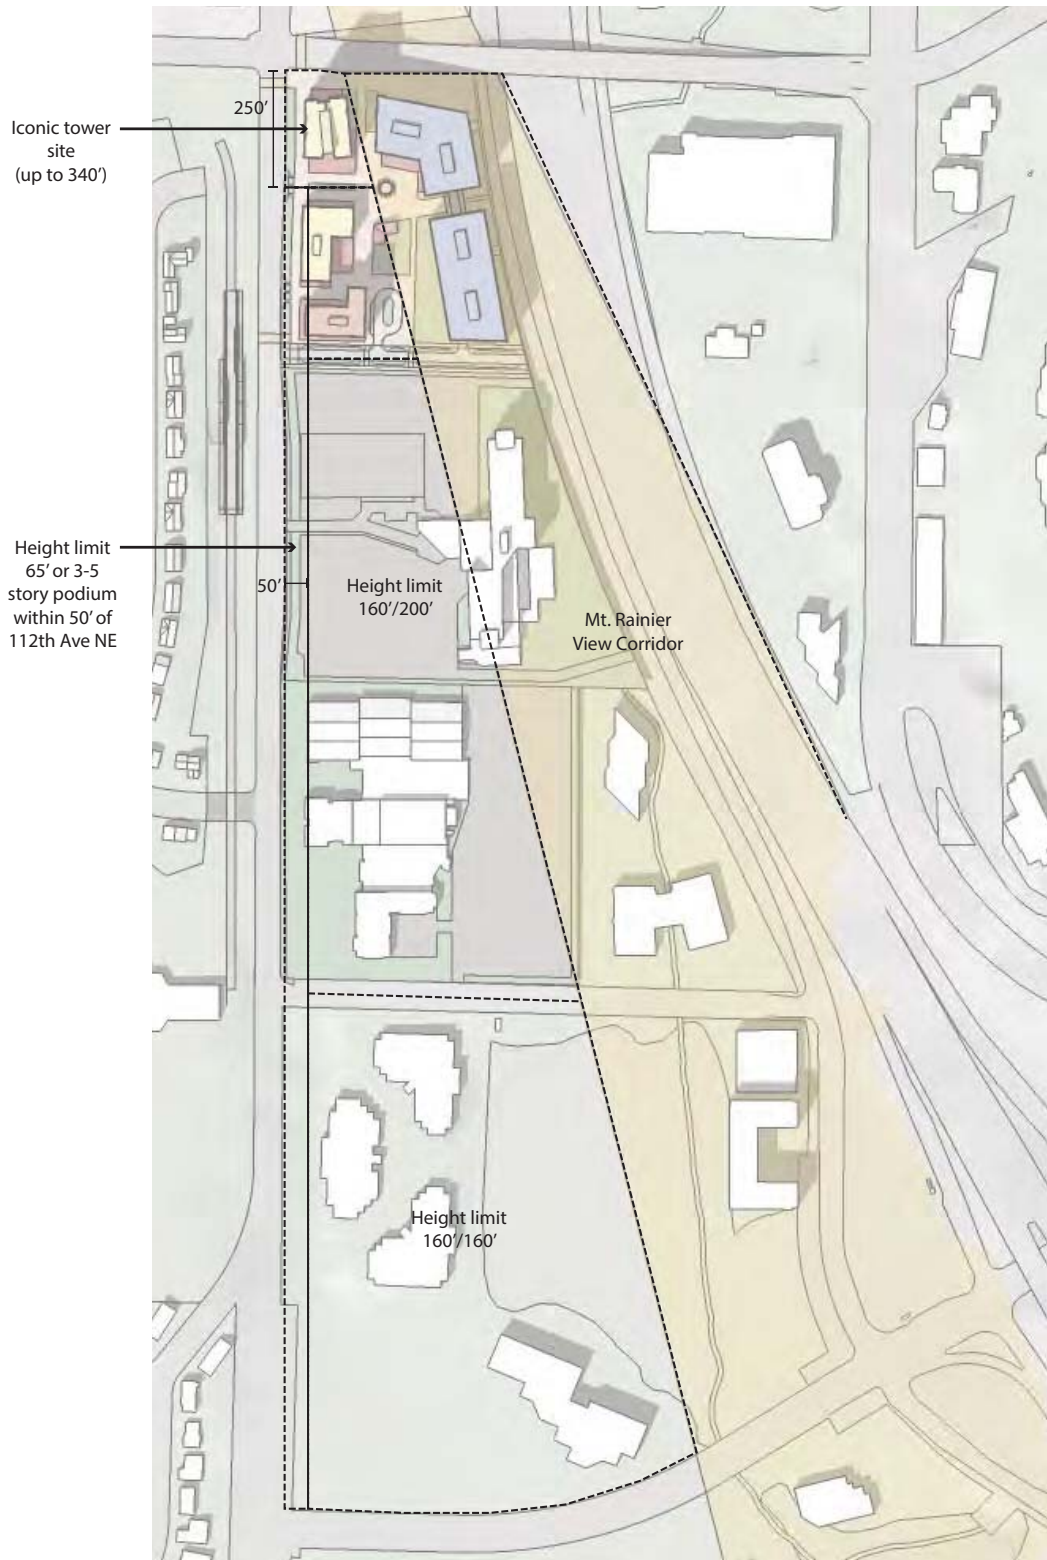 250′
Iconic tower
site
(up to 340′)
Height limit
65′ or 3-5
story podium
within 50′ of
112th Ave NE
50′
Height limit
160′/200′
Mt. Rainier
View Corridor
Height limit
160′/160′